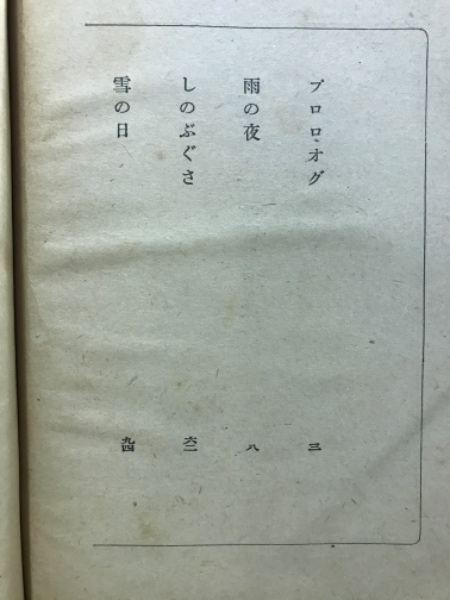 プロロ、オグ 三
雨の夜 八
しのぶぐさ 六二
雪の日 九四